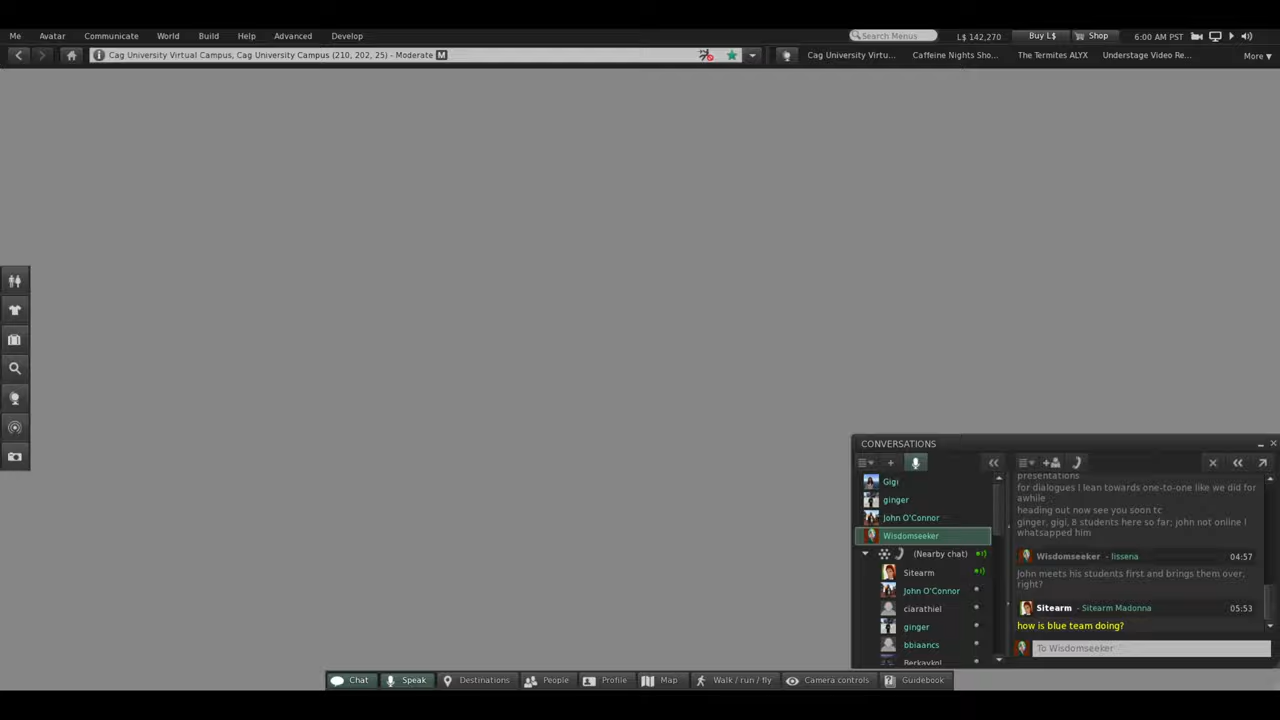 Me Avatar Communicate World Build Help Advanced Develop Search Menus L$ 142,270 Buy L$ Shop 6:00 AM PST
Cag University Virtual Campus, Cag University Campus (210, 202, 25) - Moderate M Cag University Virtu... Caffeine Nights Sho... The Termites ALYX Understage Video Re... More
CONVERSATIONS
Gigi
ginger
John O'Connor
Wisdomseeker
(Nearby chat)
Sitearm
John O'Connor
ciarathiel
ginger
bbiaancs
Berkaykol
presentations
for dialogues I lean towards one-to-one like we did for
awhile .
heading out now see you soon tc
ginger, gigi, 8 students here so far; john not online I
whatsapped him
Wisdomseeker - lissena 04:57
John meets his students first and brings them over,
right?
Sitearm - Sitearm Madonna 05:53
how is blue team doing?
To Wisdomseeker
Chat Speak Destinations People Profile Map Walk / run / fly Camera controls Guidebook